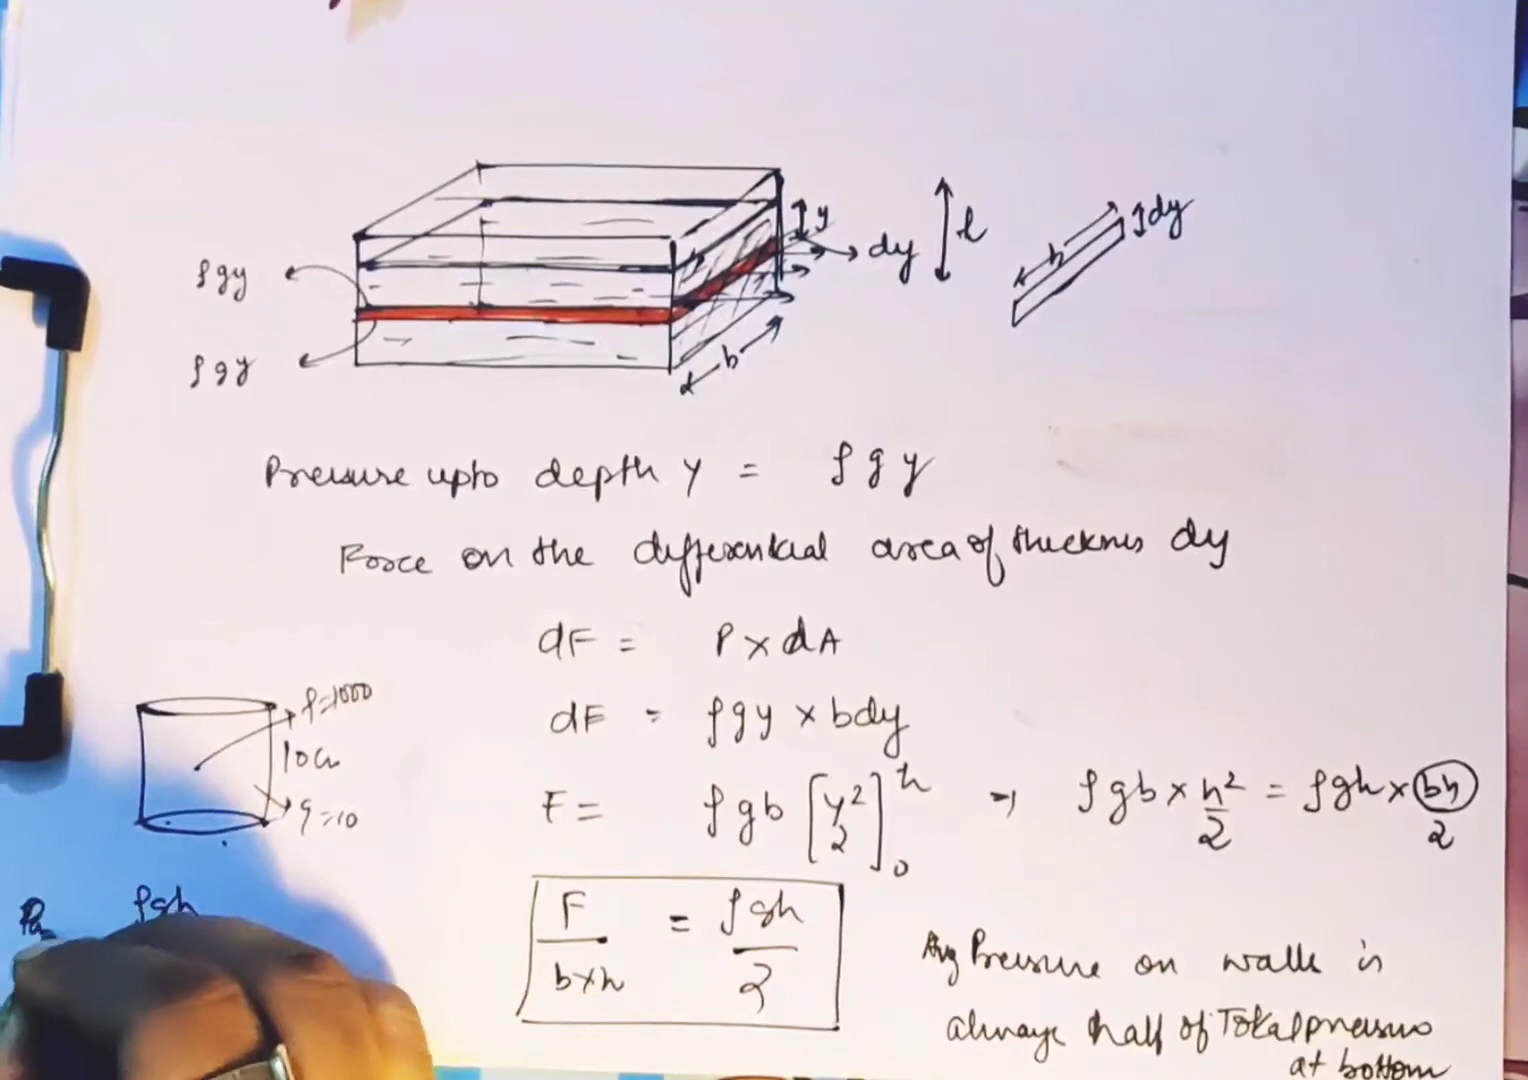 ρgy
ρgy
y
dy
l
b
b
dy
Pressure upto depth y = ρgy
Force on the differential area of thickness dy
dF = P × dA
dF = ρgy × bdy
F = ρgb [y²/2]₀ʰ ⇒ ρgb × h²/2 = ρgh × bh/2
F/b×h = ρgh/2
Avg Pressure on walls is
always half of Total pressure
at bottom
ρ=1000
10cm
g=10
ρgh